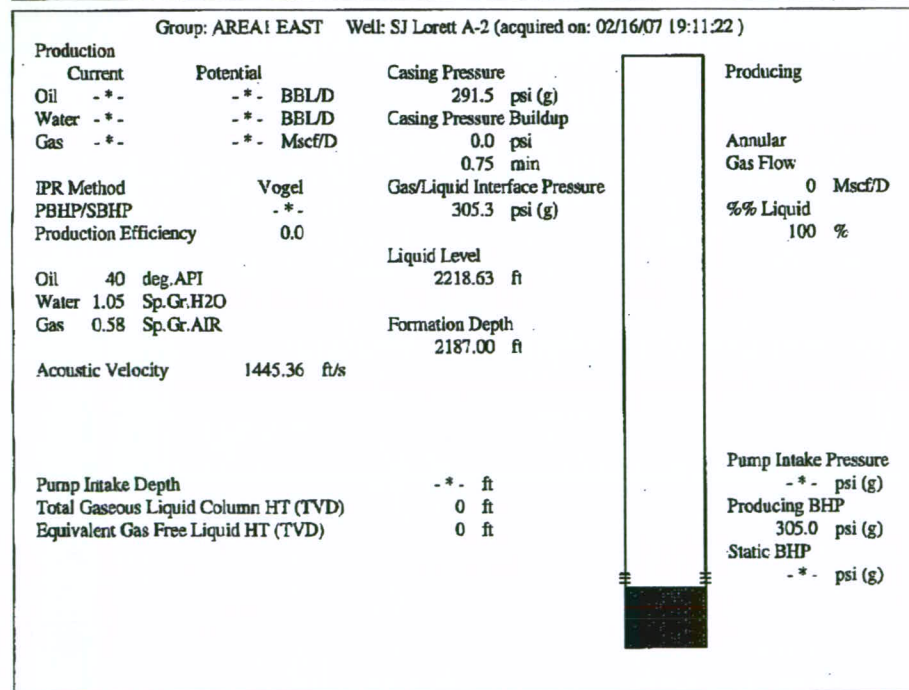 Group: AREA1 EAST Well: SJ Lorett A-2 (acquired on: 02/16/07 19:11:22 )
Production
Current Potential
Oil -*- -*- BBL/D
Water -*- -*- BBL/D
Gas -*- -*- Mscf/D
IPR Method Vogel
PBHP/SBHP -*-
Production Efficiency 0.0
Oil 40 deg.API
Water 1.05 Sp.Gr.H2O
Gas 0.58 Sp.Gr.AIR
Acoustic Velocity 1445.36 ft/s
Casing Pressure
291.5 psi (g)
Casing Pressure Buildup
0.0 psi
0.75 min
Gas/Liquid Interface Pressure
305.3 psi (g)
Liquid Level
2218.63 ft
Formation Depth
2187.00 ft
Pump Intake Depth -*- ft
Total Gaseous Liquid Column HT (TVD) 0 ft
Equivalent Gas Free Liquid HT (TVD) 0 ft
Producing
Annular
Gas Flow
0 Mscf/D
%% Liquid
100 %
Pump Intake Pressure
-*- psi (g)
Producing BHP
305.0 psi (g)
Static BHP
-*- psi (g)